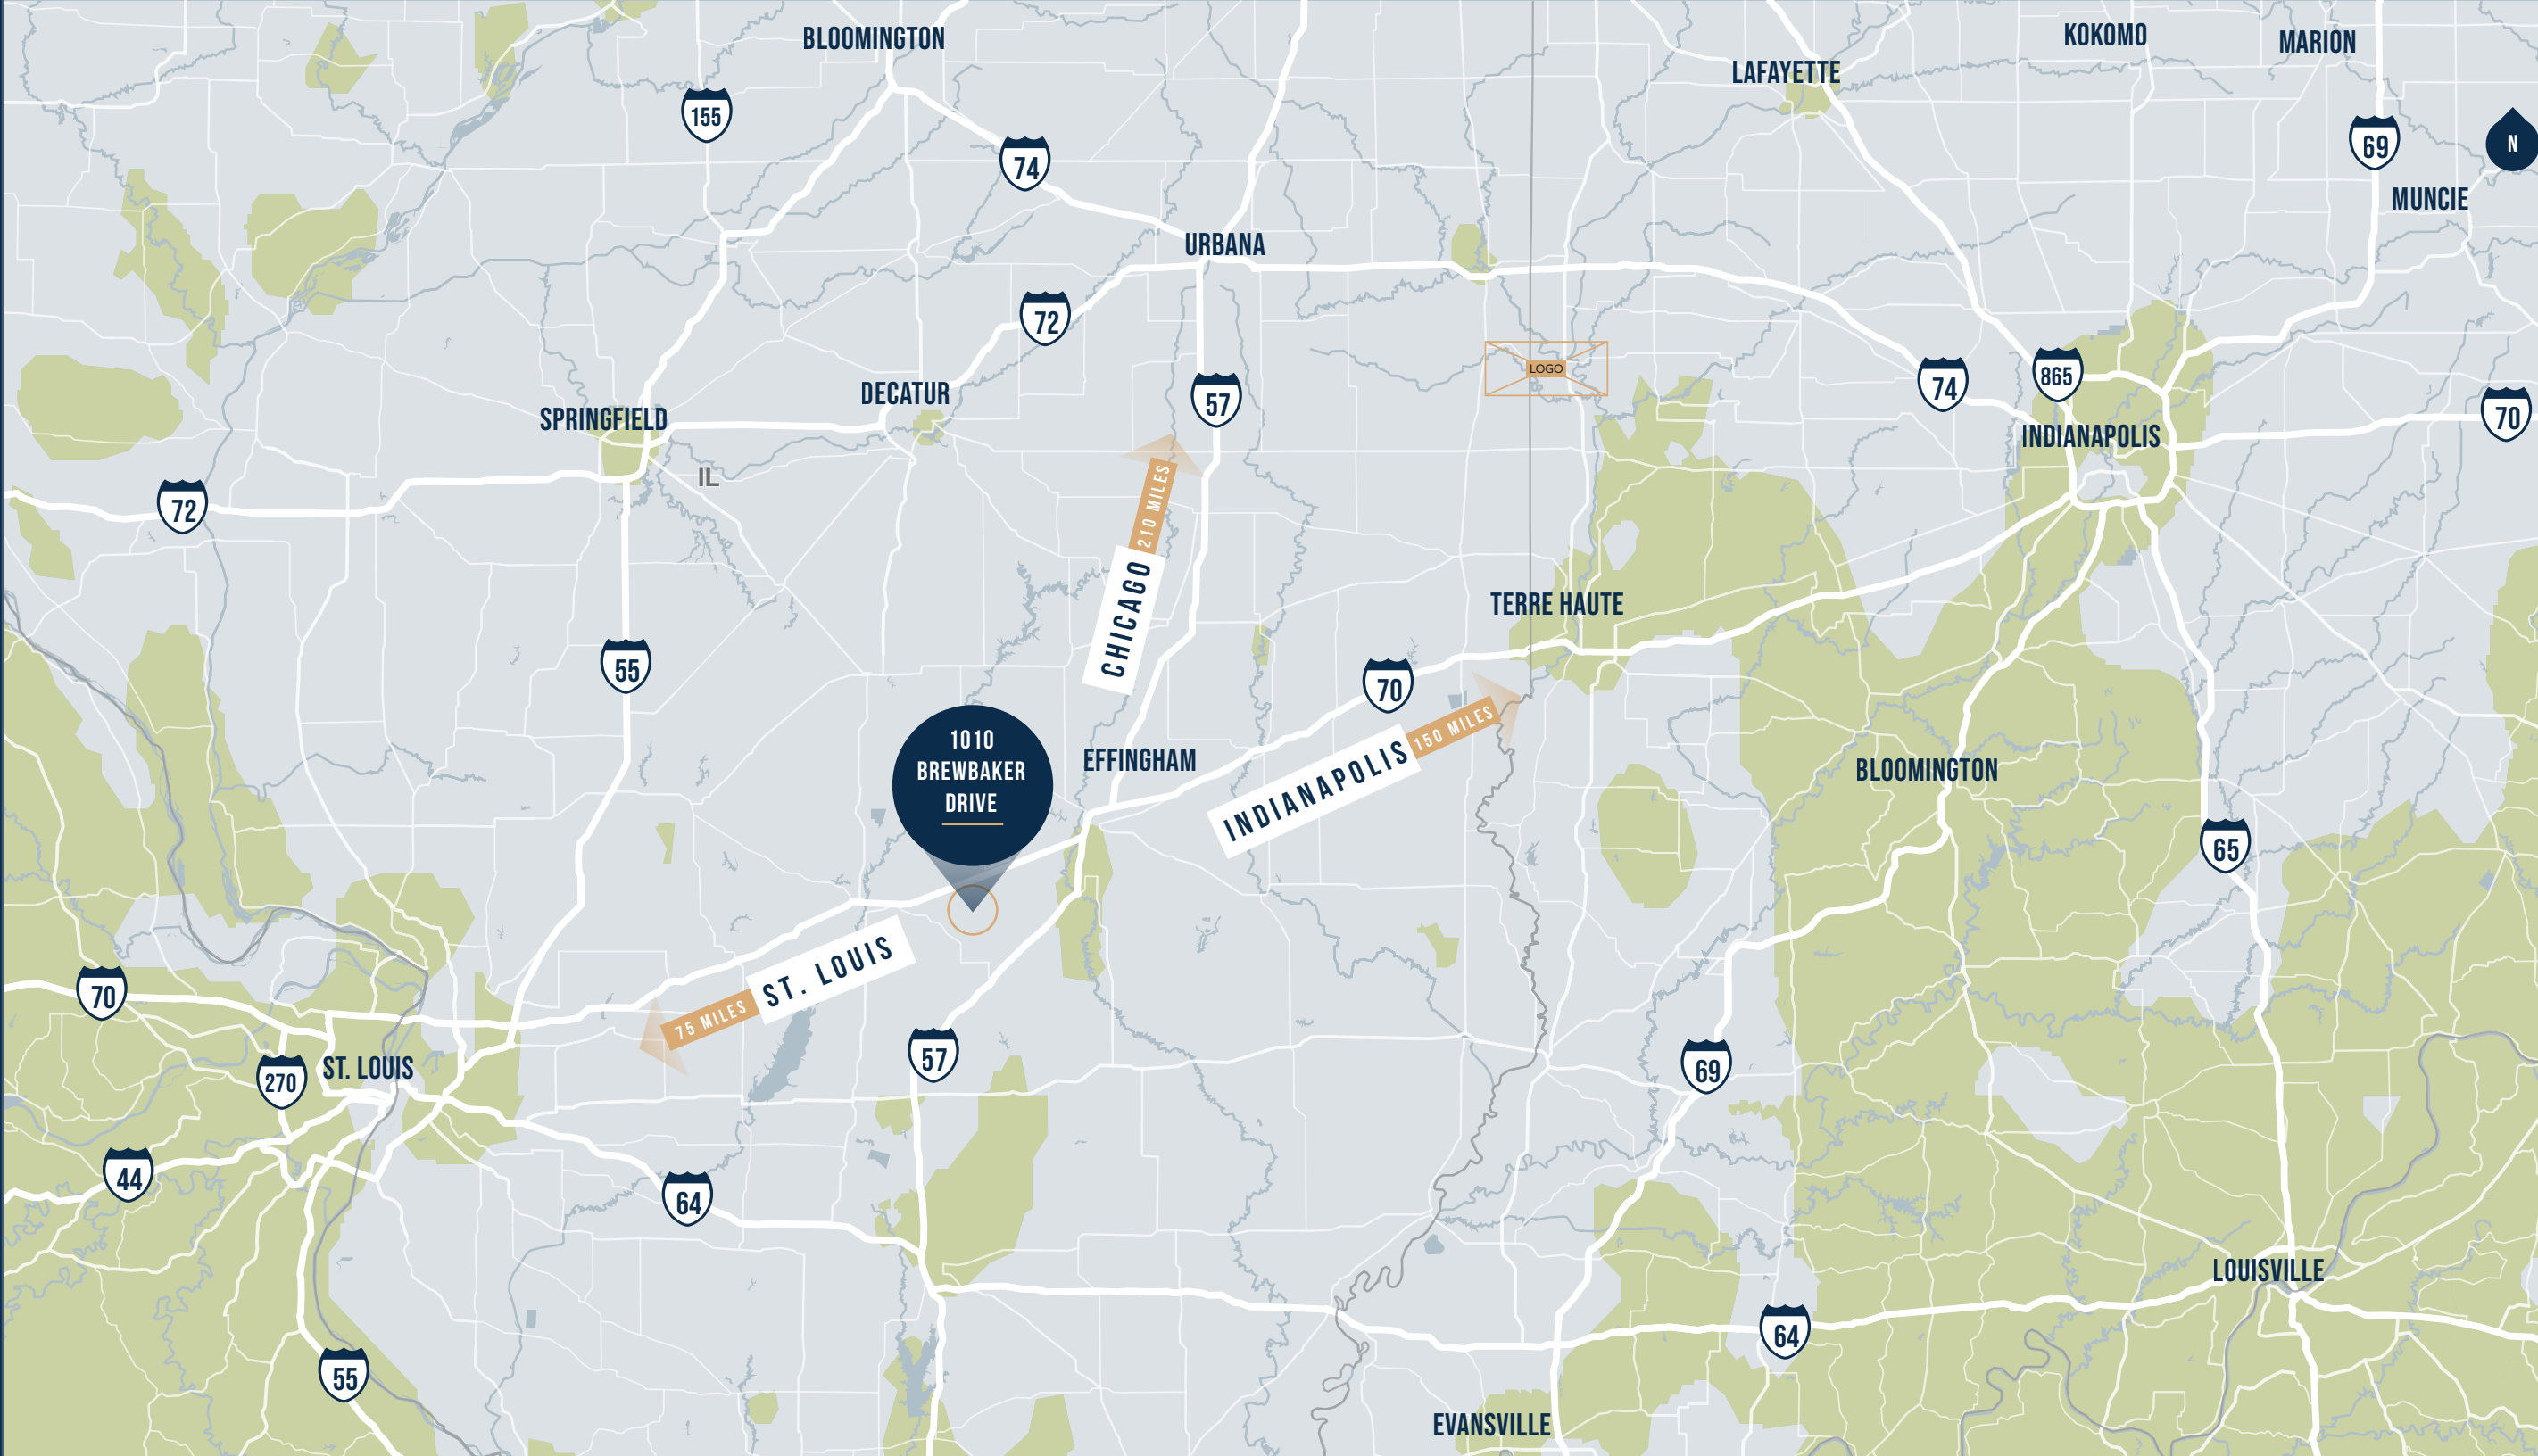 BLOOMINGTON
KOKOMO
MARION
LAFAYETTE
155
69
N
74
MUNCIE
URBANA
72
LOGO
DECATUR
57
74
865
70
SPRINGFIELD
INDIANAPOLIS
IL
72
210 MILES
CHICAGO
TERRE HAUTE
55
70
150 MILES
INDIANAPOLIS
1010
BREWBAKER
DRIVE
EFFINGHAM
BLOOMINGTON
65
ST. LOUIS
75 MILES
70
57
ST. LOUIS
270
69
44
64
LOUISVILLE
64
55
EVANSVILLE